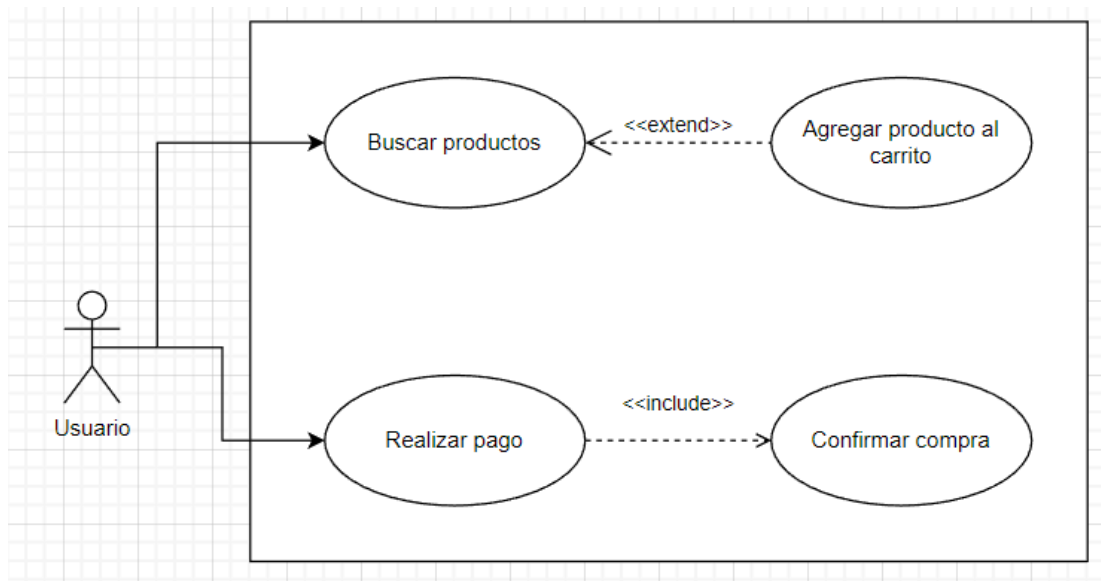 Buscar productos
<<extend>>
Agregar producto al
carrito
Usuario
Realizar pago
<<include>>
Confirmar compra